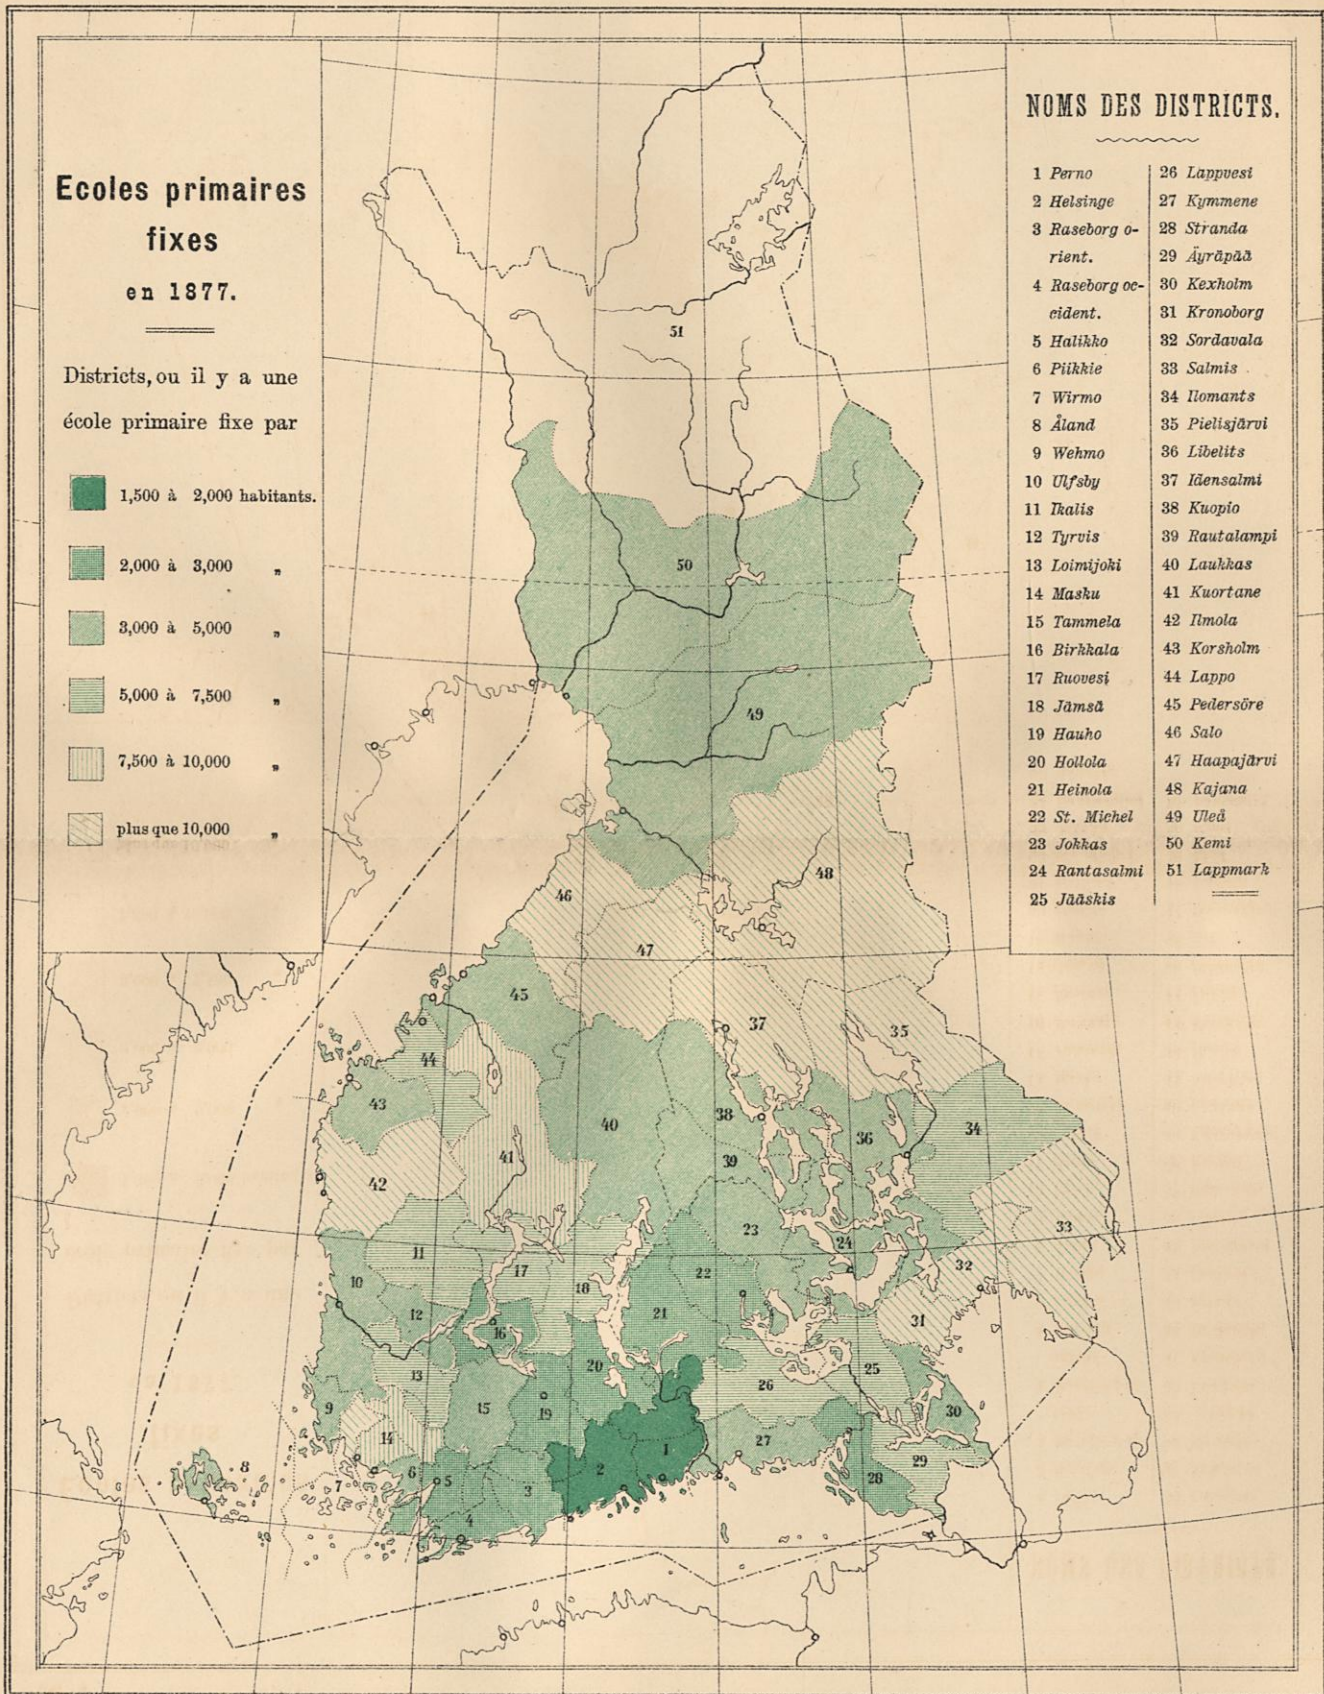 Ecoles primaires
fixes
en 1877.
Districts, ou il y a une
école primaire fixe par
1,500 à 2,000 habitants.
2,000 à 3,000 "
3,000 à 5,000 "
5,000 à 7,500 "
7,500 à 10,000 "
plus que 10,000 "
NOMS DES DISTRICTS.
1 Perno
2 Helsinge
3 Raseborg o-
rient.
4 Raseborg oc-
cident.
5 Halikko
6 Piikkie
7 Wirmo
8 Åland
9 Wehmo
10 Ulfsby
11 Ikalis
12 Tyrvis
13 Loimijoki
14 Masku
15 Tammela
16 Birkkala
17 Ruovesi
18 Jämsä
19 Hauho
20 Hollola
21 Heinola
22 St. Michel
23 Jokkas
24 Rantasalmi
25 Jääskis
26 Lappvesi
27 Kymmene
28 Stranda
29 Äyräpää
30 Kexholm
31 Kronoborg
32 Sordavala
33 Salmis
34 Ilomants
35 Pielisjärvi
36 Libelits
37 Idensalmi
38 Kuopio
39 Rautalampi
40 Laukkas
41 Kuortane
42 Ilmola
43 Korsholm
44 Lappo
45 Pedersöre
46 Salo
47 Haapajärvi
48 Kajana
49 Uleå
50 Kemi
51 Lappmark
51
50
49
48
46
47
45
37
35
44
43
38
36
34
40
41
39
42
33
23
11
24
32
17
22
10
18
31
12
21
16
20
25
13
26
9
15
19
30
14
1
27
29
8
6
5
2
28
7
3
4